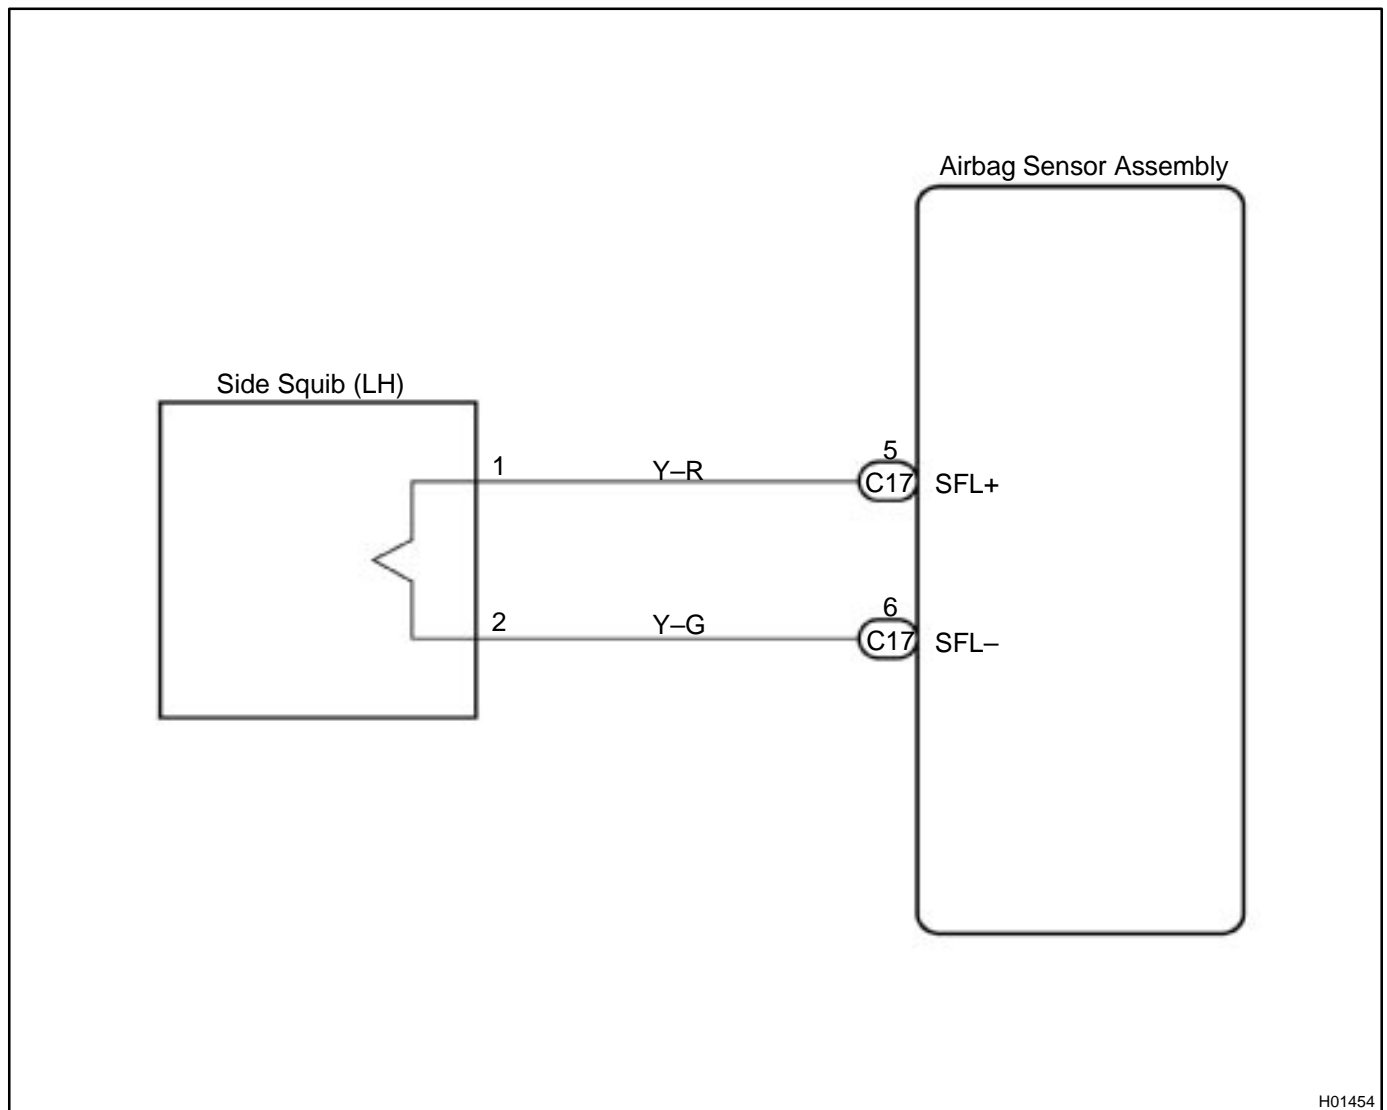 Airbag Sensor Assembly
Side Squib (LH)
1 Y–R 5
C17 SFL+
2 Y–G 6
C17 SFL–
H01454